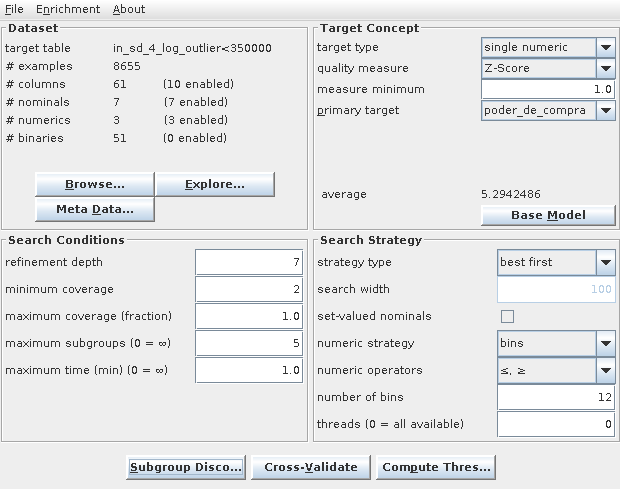 File Enrichment About
Dataset
target table in_sd_4_log_outlier<350000
# examples 8655
# columns 61 (10 enabled)
# nominals 7 (7 enabled)
# numerics 3 (3 enabled)
# binaries 51 (0 enabled)
Browse... Explore...
Meta Data...
Target Concept
target type single numeric
quality measure Z-Score
measure minimum 1.0
primary target poder_de_compra
average 5.2942486
Base Model
Search Conditions
refinement depth 7
minimum coverage 2
maximum coverage (fraction) 1.0
maximum subgroups (0 = ∞) 5
maximum time (min) (0 = ∞) 1.0
Search Strategy
strategy type best first
search width 100
set-valued nominals
numeric strategy bins
numeric operators ≤, ≥
number of bins 12
threads (0 = all available) 0
Subgroup Disco... Cross-Validate Compute Thres...